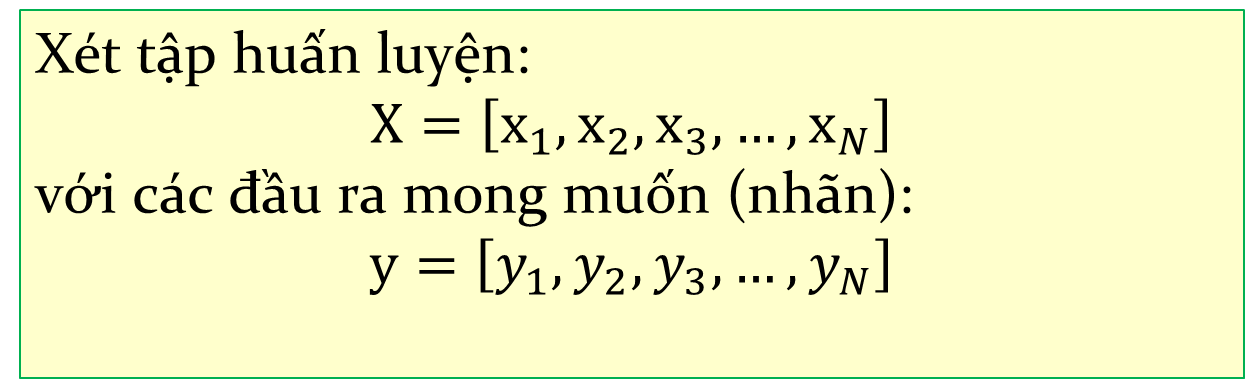 Xét tập huấn luyện:
X = [x₁, x₂, x₃, … , x_N]
với các đầu ra mong muốn (nhãn):
y = [y₁, y₂, y₃, … , y_N]